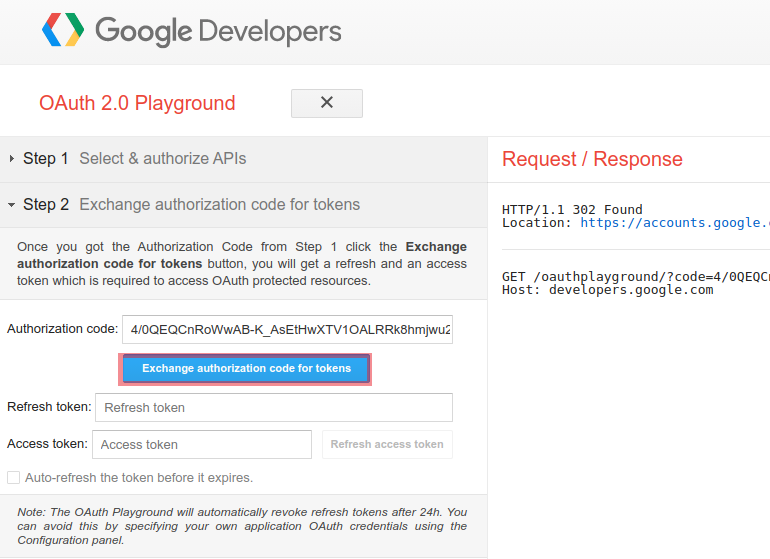 Google Developers
OAuth 2.0 Playground
Step 1 Select & authorize APIs
Step 2 Exchange authorization code for tokens
Once you got the Authorization Code from Step 1 click the Exchange
authorization code for tokens button, you will get a refresh and an access
token which is required to access OAuth protected resources.
Authorization code: 4/0QEQCnRoWwAB-K_AsEtHwXTV1OALRRk8hmjwu2
Exchange authorization code for tokens
Refresh token: Refresh token
Access token: Access token Refresh access token
Auto-refresh the token before it expires.
Note: The OAuth Playground will automatically revoke refresh tokens after 24h. You
can avoid this by specifying your own application OAuth credentials using the
Configuration panel.
Request / Response
HTTP/1.1 302 Found
Location: https://accounts.google.
GET /oauthplayground/?code=4/0QEQC
Host: developers.google.com